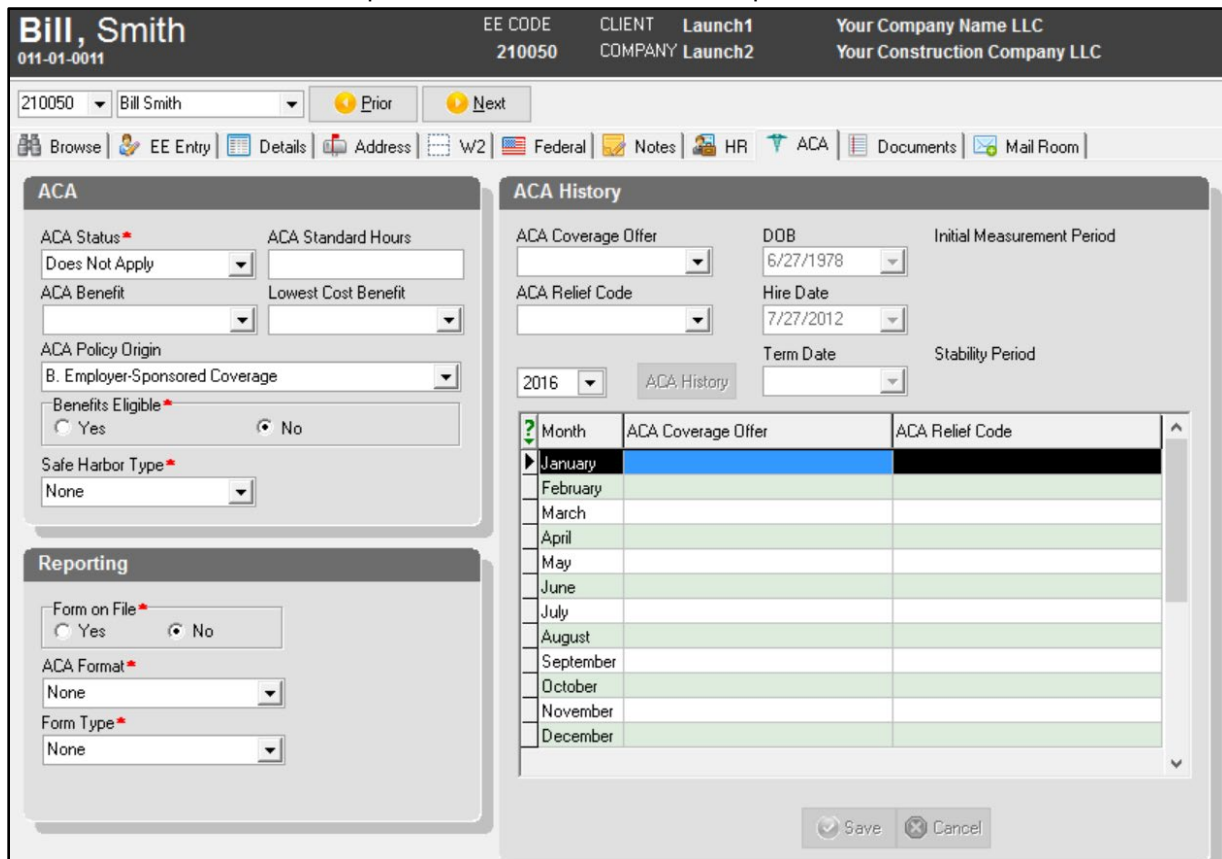 Bill, Smith
011-01-0011
EE CODE CLIENT Launch1 Your Company Name LLC
210050 COMPANY Launch2 Your Construction Company LLC
210050 Bill Smith Prior Next
Browse EE Entry Details Address W2 Federal Notes HR ACA Documents Mail Room
ACA
ACA Status* ACA Standard Hours
Does Not Apply
ACA Benefit Lowest Cost Benefit
ACA Policy Origin
B. Employer-Sponsored Coverage
Benefits Eligible*
Yes No
Safe Harbor Type*
None
Reporting
Form on File*
Yes No
ACA Format*
None
Form Type*
None
ACA History
ACA Coverage Offer DOB Initial Measurement Period
6/27/1978
ACA Relief Code Hire Date
7/27/2012
Term Date Stability Period
2016 ACA History
? Month ACA Coverage Offer ACA Relief Code
January
February
March
April
May
June
July
August
September
October
November
December
Save Cancel